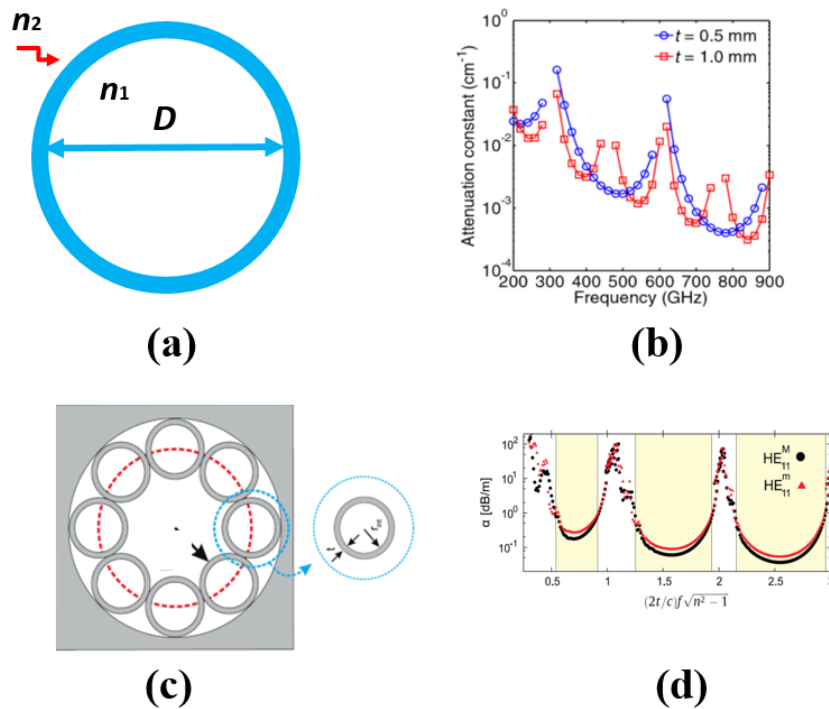 n2
n1
D
(a)
Attenuation constant (cm⁻¹)
10⁰
10⁻¹
10⁻²
10⁻³
10⁻⁴
t = 0.5 mm
t = 1.0 mm
200 300 400 500 600 700 800 900
Frequency (GHz)
(b)
(c)
α [dB/m]
10²
10¹
10⁰
10⁻¹
HE₁₁ᴹ
HE₁₁ᵐ
0.5 1 1.5 2 2.5 3
(2t/c)f√n² − 1
(d)